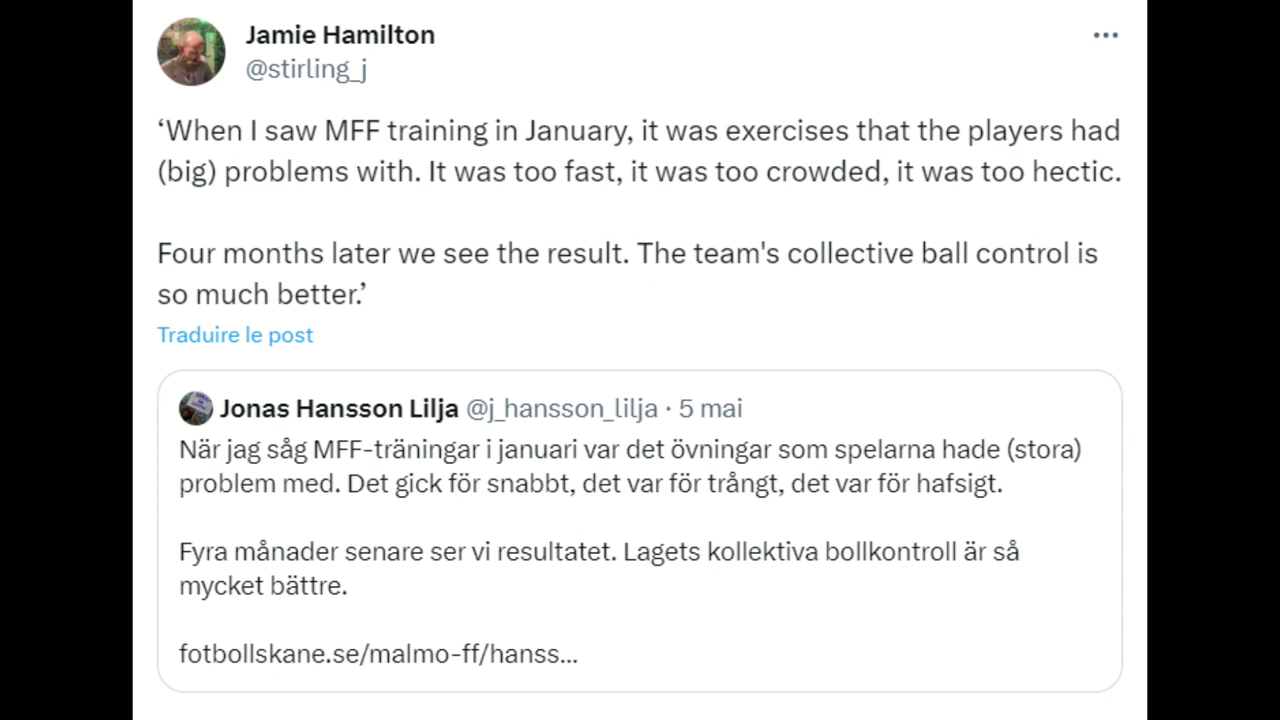 Jamie Hamilton
@stirling_j
‘When I saw MFF training in January, it was exercises that the players had
(big) problems with. It was too fast, it was too crowded, it was too hectic.
Four months later we see the result. The team's collective ball control is
so much better.’
Traduire le post
Jonas Hansson Lilja @j_hansson_lilja · 5 mai
När jag såg MFF-träningar i januari var det övningar som spelarna hade (stora)
problem med. Det gick för snabbt, det var för trångt, det var för hafsigt.
Fyra månader senare ser vi resultatet. Lagets kollektiva bollkontroll är så
mycket bättre.
fotbollskane.se/malmo-ff/hanss...